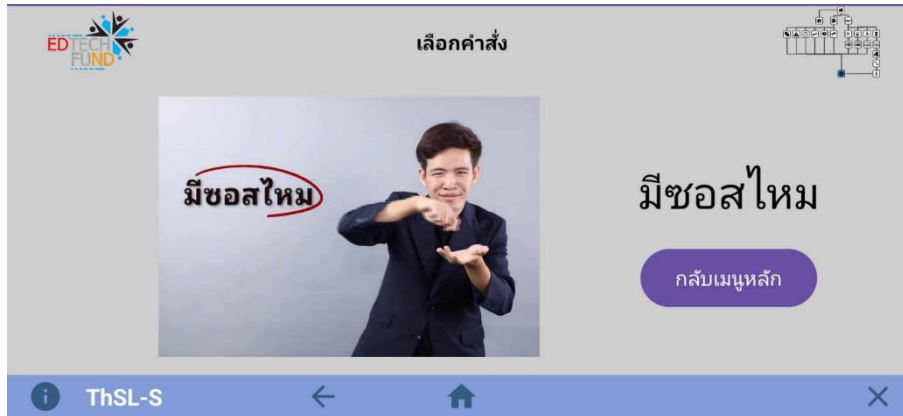 EDTECH
FUND
เลือกคำสั่ง
มีซอสไหม
มีซอสไหม
กลับเมนูหลัก
ThSL-S